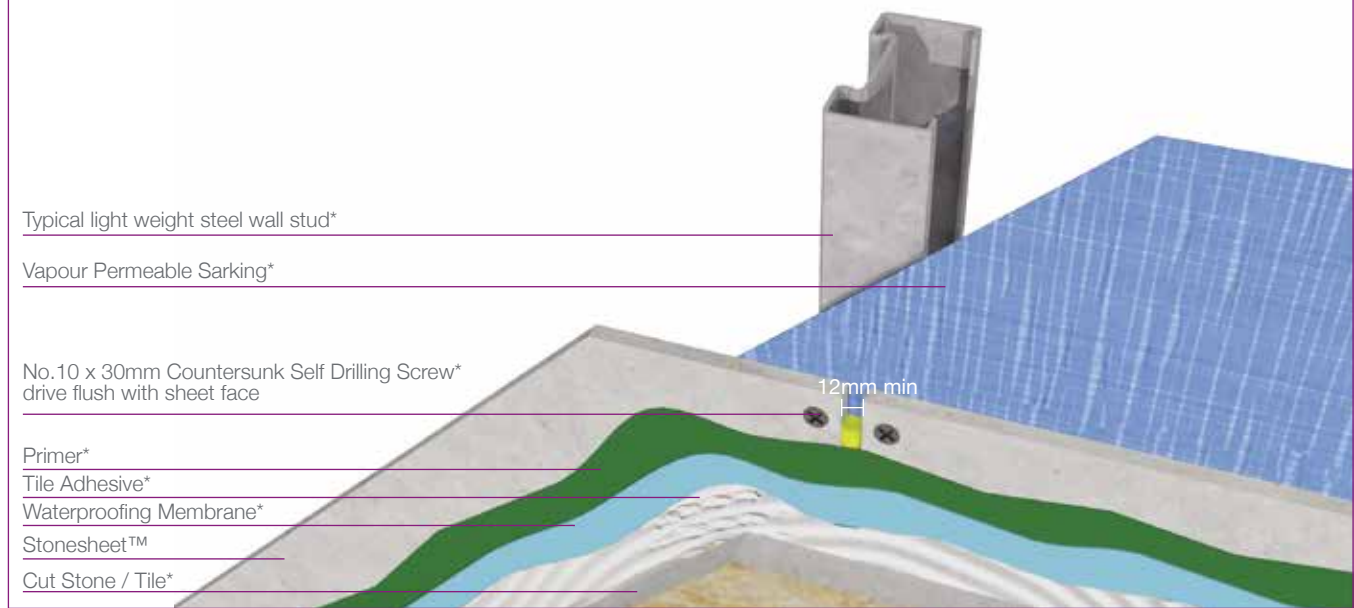 Typical light weight steel wall stud*
Vapour Permeable Sarking*
No.10 x 30mm Countersunk Self Drilling Screw*
drive flush with sheet face
12mm min
Primer*
Tile Adhesive*
Waterproofing Membrane*
Stonesheet™
Cut Stone / Tile*